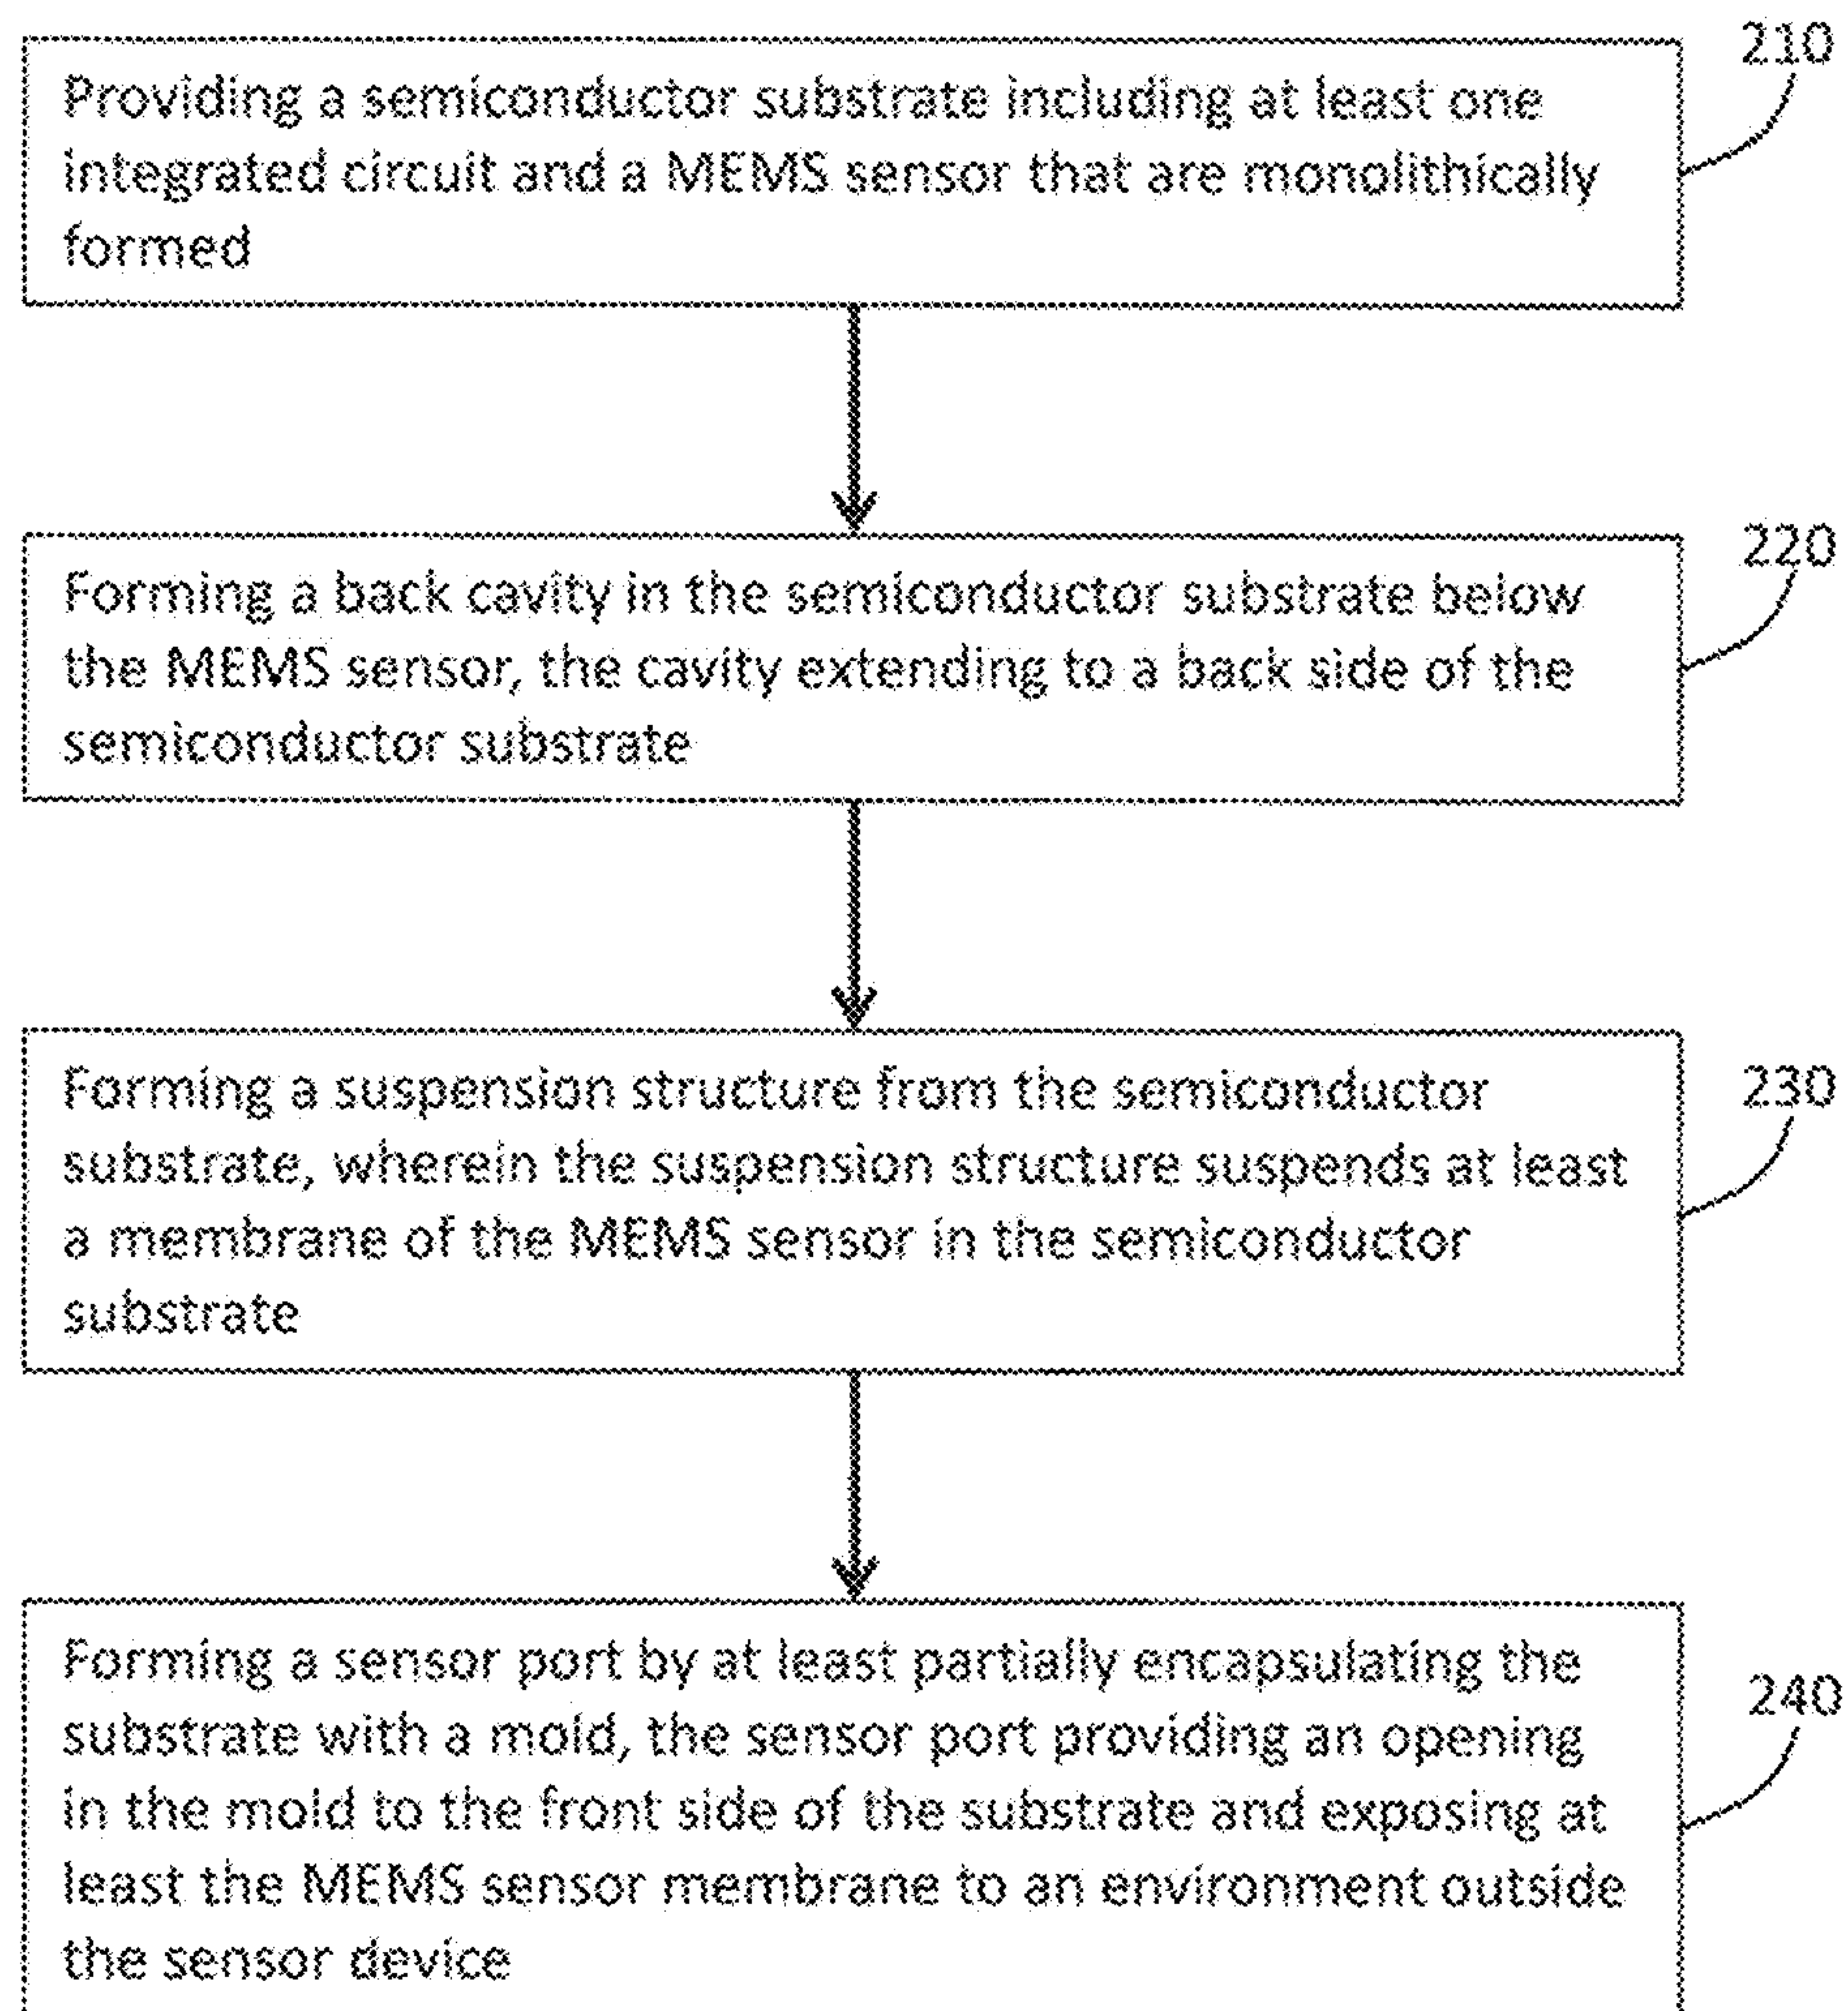 210
Providing a semiconductor substrate including at least one
integrated circuit and a MEMS sensor that are monolithically
formed
220
Forming a back cavity in the semiconductor substrate below
the MEMS sensor, the cavity extending to a back side of the
semiconductor substrate
230
Forming a suspension structure from the semiconductor
substrate, wherein the suspension structure suspends at least
a membrane of the MEMS sensor in the semiconductor
substrate
240
Forming a sensor port by at least partially encapsulating the
substrate with a mold, the sensor port providing an opening
in the mold to the front side of the substrate and exposing at
least the MEMS sensor membrane to an environment outside
the sensor device